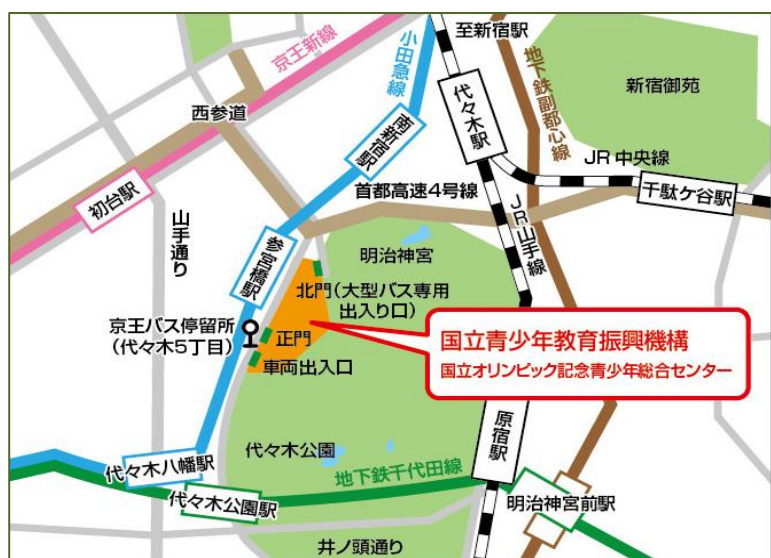 至新宿駅
京王新線
小田急線
地下鉄副都心線
新宿御苑
西参道
南新宿駅
代々木駅
JR中央線
初台駅
首都高速4号線
JR山手線
千駄ケ谷駅
山手通り
参宮橋駅
明治神宮
北門(大型バス専用
出入り口)
京王バス停留所
(代々木5丁目)
正門
車両出入口
国立青少年教育振興機構
国立オリンピック記念青少年総合センター
原宿駅
代々木公園
代々木八幡駅
地下鉄千代田線
代々木公園駅
明治神宮前駅
井ノ頭通り